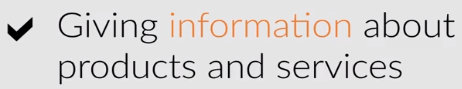 Giving information about
products and services